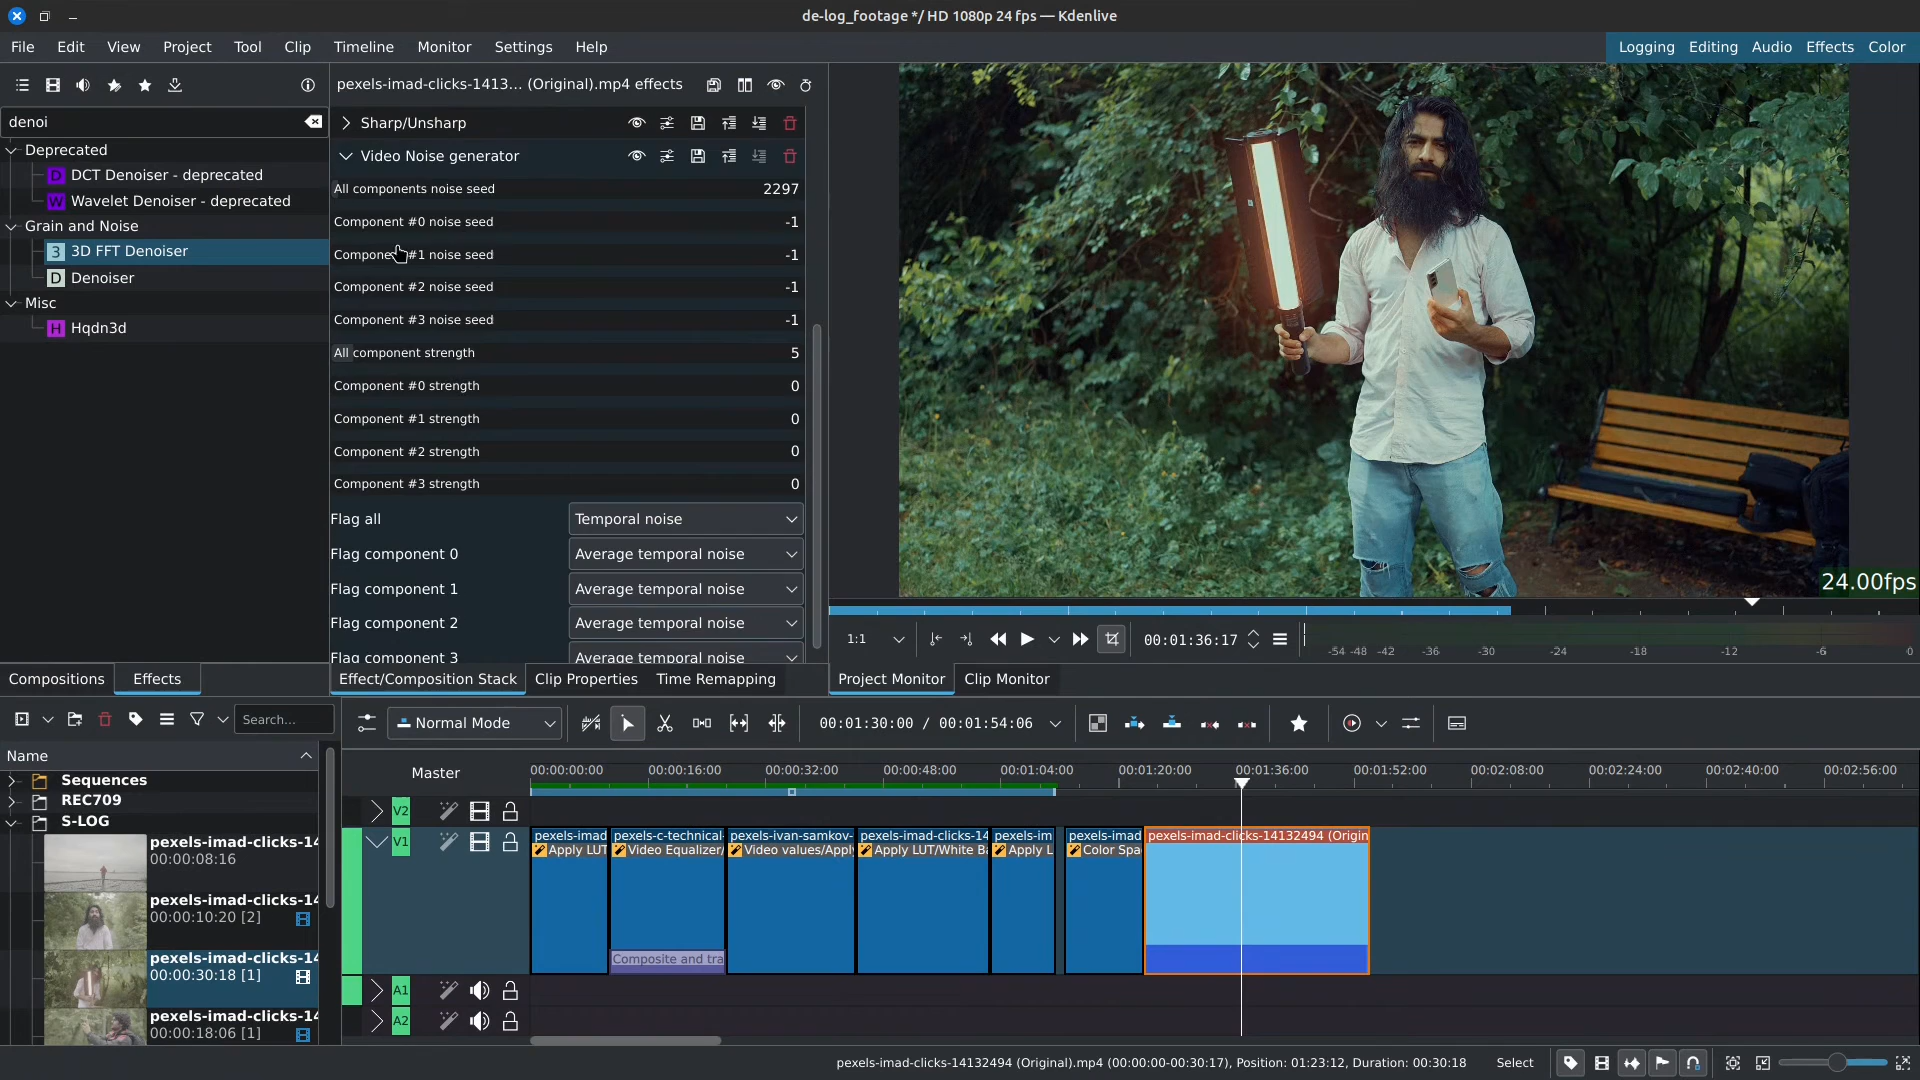 de-log_footage */ HD 1080p 24 fps — Kdenlive
File Edit View Project Tool Clip Timeline Monitor Settings Help
Logging Editing Audio Effects Color
pexels-imad-clicks-1413... (Original).mp4 effects
denoi
Deprecated
DCT Denoiser - deprecated
Wavelet Denoiser - deprecated
Grain and Noise
3D FFT Denoiser
Denoiser
Misc
Hqdn3d
Sharp/Unsharp
Video Noise generator
All components noise seed 2297
Component #0 noise seed -1
Component #1 noise seed -1
Component #2 noise seed -1
Component #3 noise seed -1
All component strength 5
Component #0 strength 0
Component #1 strength 0
Component #2 strength 0
Component #3 strength 0
Flag all Temporal noise
Flag component 0 Average temporal noise
Flag component 1 Average temporal noise
Flag component 2 Average temporal noise
Flag component 3 Average temporal noise
24.00fps
1:1 00:01:36:17
-54 -48 -42 -36 -30 -24 -18 -12 -6 0
Compositions Effects
Effect/Composition Stack Clip Properties Time Remapping
Project Monitor Clip Monitor
Search...
Normal Mode 00:01:30:00 / 00:01:54:06
Name
Sequences
REC709
S-LOG
pexels-imad-clicks-14
00:00:08:16
pexels-imad-clicks-14
00:00:10:20 [2]
pexels-imad-clicks-14
00:00:30:18 [1]
pexels-imad-clicks-14
00:00:18:06 [1]
Master
00:00:00:00 00:00:16:00 00:00:32:00 00:00:48:00 00:01:04:00 00:01:20:00 00:01:36:00 00:01:52:00 00:02:08:00 00:02:24:00 00:02:40:00 00:02:56:00
V2
V1
pexels-imad pexels-c-technical- pexels-ivan-samkov- pexels-imad-clicks-14 pexels-im pexels-imad pexels-imad-clicks-14132494 (Origin
Apply LUT Video Equalizer/ Video values/Apply Apply LUT/White Ba Apply L Color Spa
Composite and tra
A1
A2
pexels-imad-clicks-14132494 (Original).mp4 (00:00:00-00:30:17), Position: 01:23:12, Duration: 00:30:18 Select